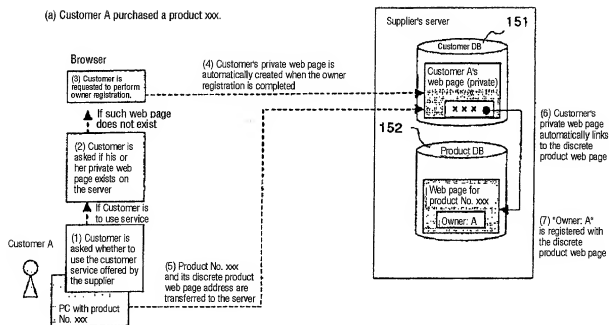 (a) Customer A purchased a product xxx.
Supplier's server
151
Customer DB
Customer A's
web page (private)
x x x
Browser
(3) Customer is
requested to perform
owner registration.
(4) Customer's private web page is
automatically created when the owner
registration is completed
If such web page
does not exist
(2) Customer is
asked if his or
her private web
page exists on
the server
If Customer is
to use service
Customer A
(1) Customer is
asked whether to
use the customer
service offered by
the supplier
PC with product
No. xxx
(5) Product No. xxx
and its discrete product
web page address are
transferred to the server
152
Product DB
Web page for
product No. xxx
Owner: A
(6) Customer's
private web page
automatically links
to the discrete
product web page
(7) "Owner: A"
is registered with
the discrete
product web page